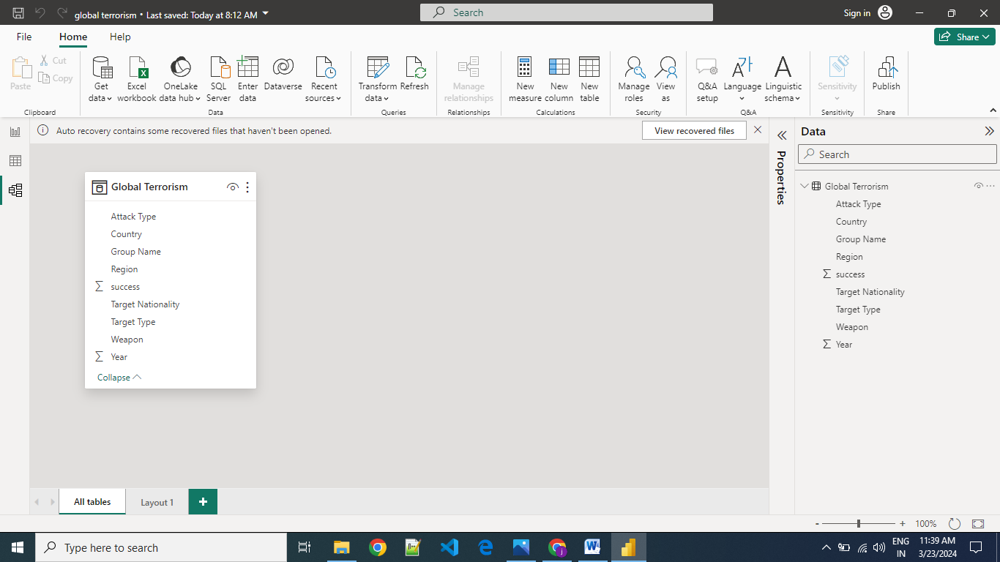 global terrorism • Last saved: Today at 8:12 AM
Search
Sign in
File
Home
Help
Share
Paste
Cut
Copy
Get data
Excel workbook
OneLake data hub
SQL Server
Enter data
Dataverse
Recent sources
Transform data
Refresh
Manage relationships
New measure
New column
New table
Manage roles
View as
Q&A setup
Language
Linguistic schema
Sensitivity
Publish
Clipboard
Data
Queries
Relationships
Calculations
Security
Q&A
Sensitivity
Share
Auto recovery contains some recovered files that haven't been opened.
View recovered files
Global Terrorism
Attack Type
Country
Group Name
Region
success
Target Nationality
Target Type
Weapon
Year
Collapse
Properties
Data
Search
Global Terrorism
Attack Type
Country
Group Name
Region
success
Target Nationality
Target Type
Weapon
Year
All tables
Layout 1
+
- + 100%
Type here to search
ENG
IN
11:39 AM
3/23/2024